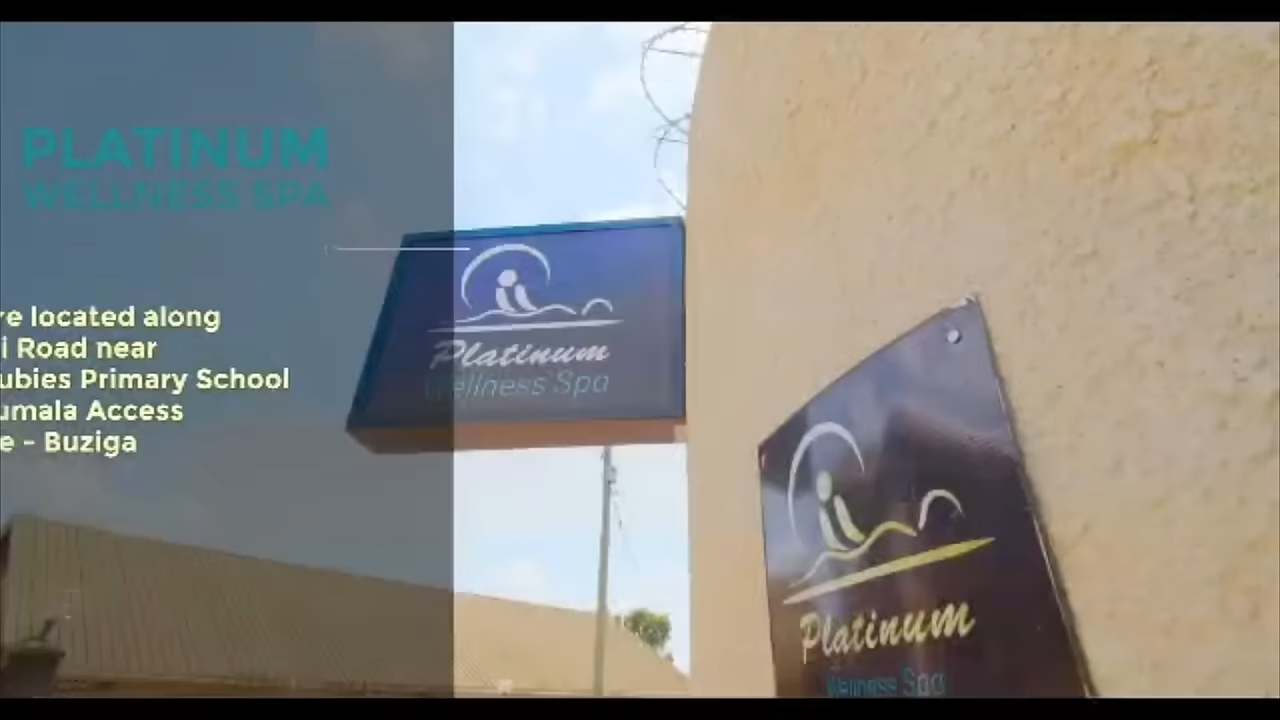 PLATINUM
WELLNESS SPA
re located along
i Road near
ubies Primary School
umala Access
e - Buziga
Platinum
Wellness Spa
Platinum
Wellness Spa